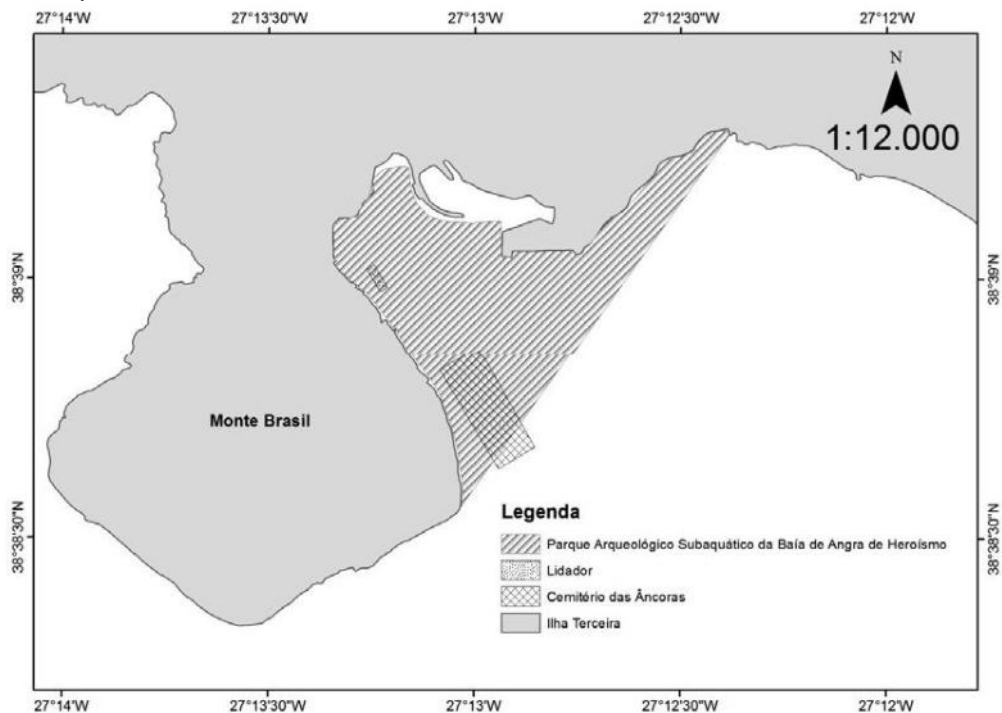 27°14'W 27°13'30"W 27°13'W 27°12'30"W 27°12'W
N
1:12.000
38°39'N 38°39'N
Monte Brasil
38°38'30"N 38°38'30"N
Legenda
Parque Arqueológico Subaquático da Baía de Angra de Heroísmo
Lidador
Cemitério das Âncoras
Ilha Terceira
27°14'W 27°13'30"W 27°13'W 27°12'30"W 27°12'W